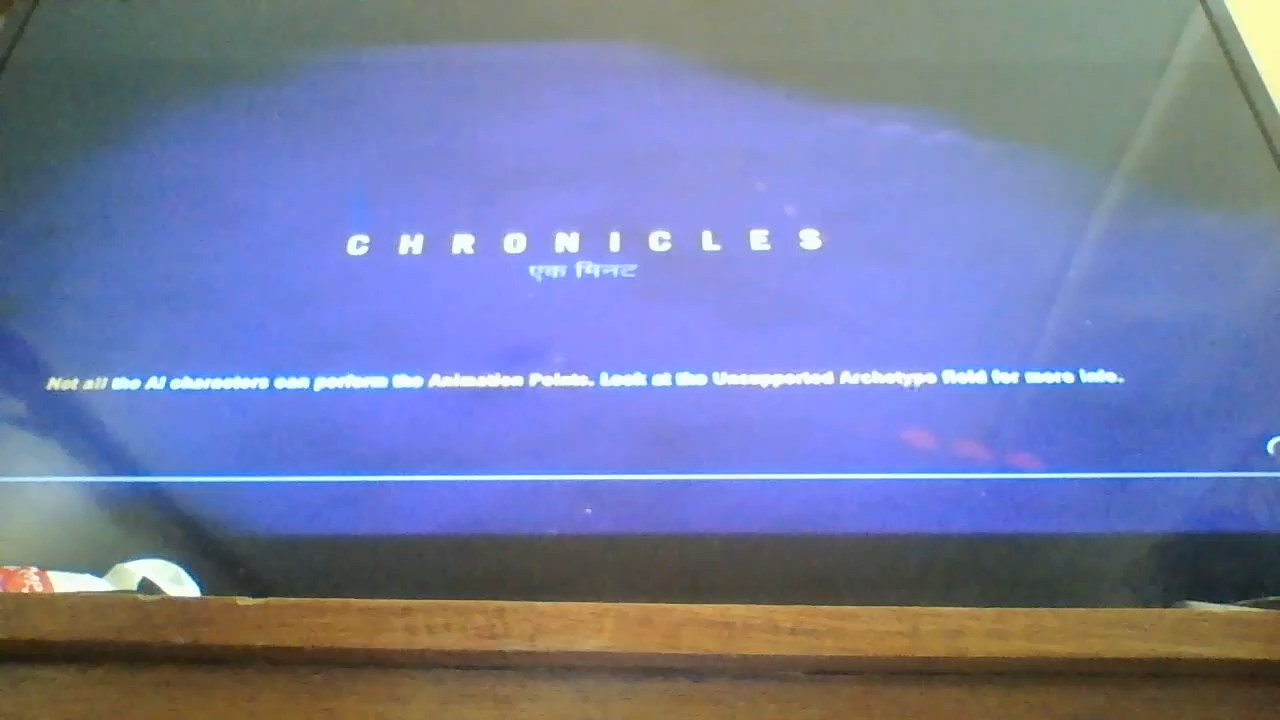 CHRONICLES
एक मिनट
Not all the AI characters can perform the Animation Points. Look at the Unsupported Archetype field for more info.